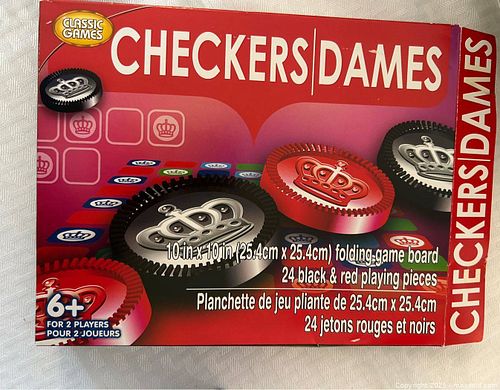 CLASSIC
GAMES
CHECKERS|DAMES
10 in x 10 in (25.4cm x 25.4cm) folding game board
24 black & red playing pieces
Planchette de jeu pliante de 25.4cm x 25.4cm
24 jetons rouges et noirs
6+
FOR 2 PLAYERS
POUR 2 JOUEURS
CHECKERS|DAMES